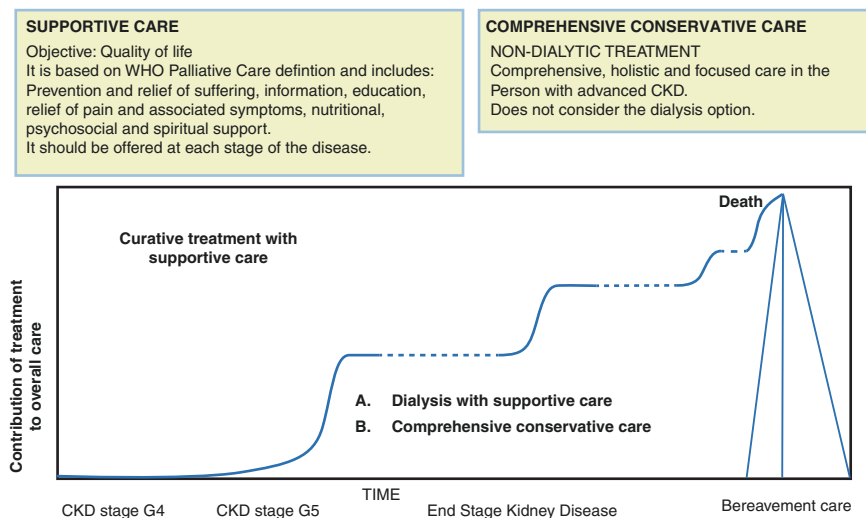 SUPPORTIVE CARE
Objective: Quality of life
It is based on WHO Palliative Care defintion and includes:
Prevention and relief of suffering, information, education,
relief of pain and associated symptoms, nutritional,
psychosocial and spiritual support.
It should be offered at each stage of the disease.
COMPREHENSIVE CONSERVATIVE CARE
NON-DIALYTIC TREATMENT
Comprehensive, holistic and focused care in the
Person with advanced CKD.
Does not consider the dialysis option.
Death
Curative treatment with
supportive care
A. Dialysis with supportive care
B. Comprehensive conservative care
Contribution of treatment
to overall care
TIME
CKD stage G4
CKD stage G5
End Stage Kidney Disease
Bereavement care